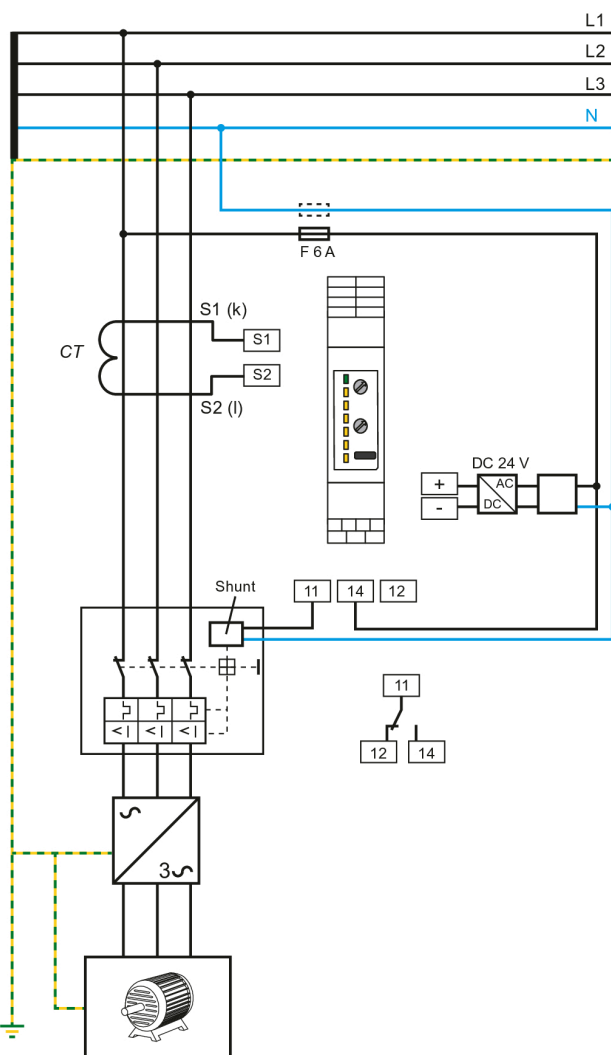 L1
L2
L3
N
F 6 A
S1 (k)
S1
CT
S2
S2 (l)
DC 24 V
+
AC
-
DC
Shunt
11
14
12
11
12
14
3